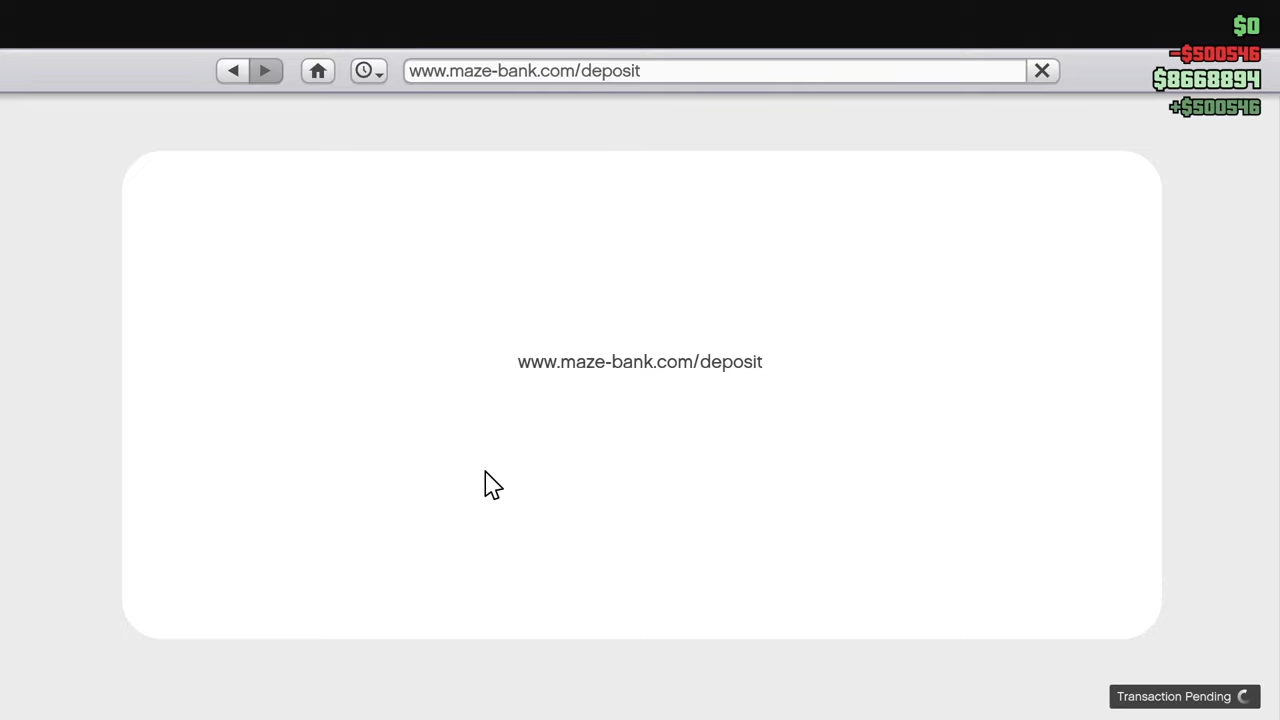 $0
-$500546
www.maze-bank.com/deposit
$8668894
+$500546
www.maze-bank.com/deposit
Transaction Pending